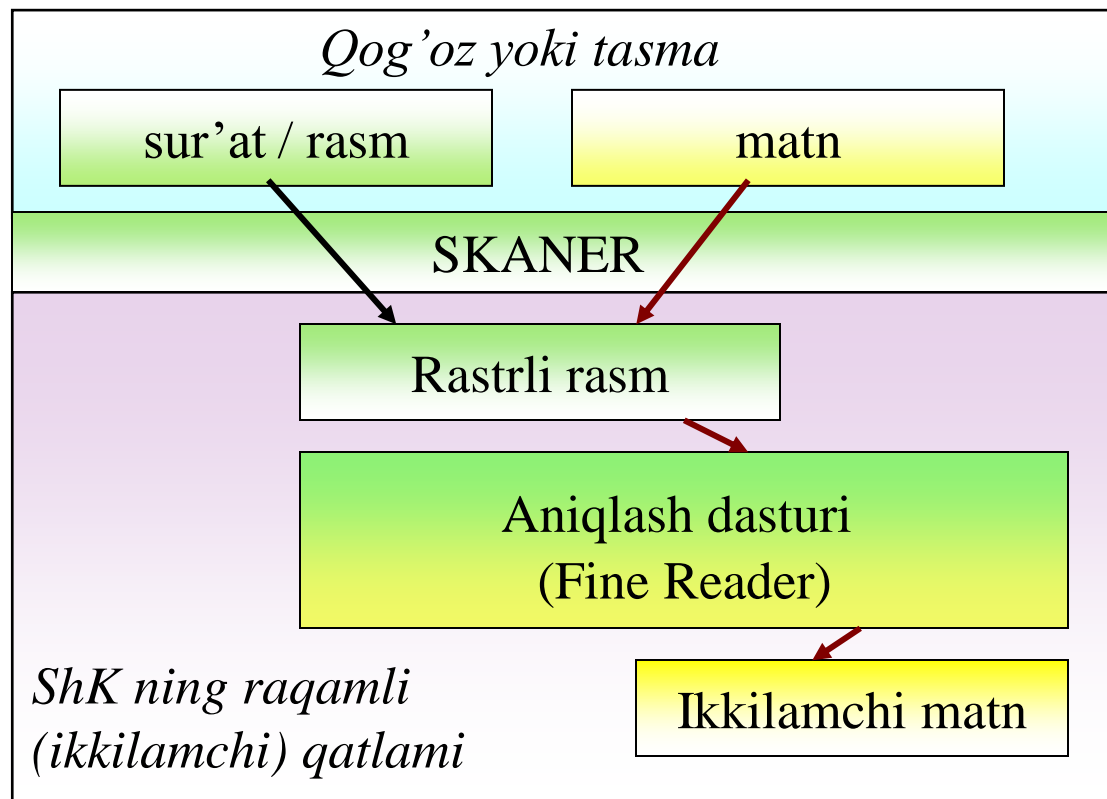 Qog’oz yoki tasma
sur’at / rasm
matn
SKANER
Rastrli rasm
Aniqlash dasturi
(Fine Reader)
Ikkilamchi matn
ShK ning raqamli
(ikkilamchi) qatlami